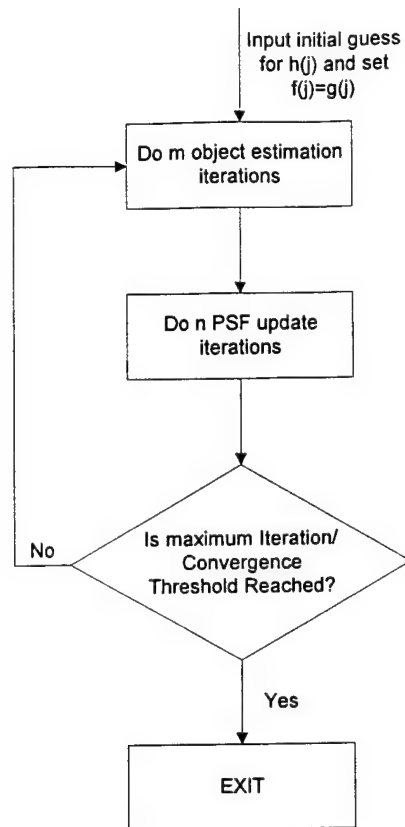 Input initial guess
for h(j) and set
f(j)=g(j)
Do m object estimation
iterations
Do n PSF update
iterations
Is maximum Iteration/
Convergence
Threshold Reached?
No
Yes
EXIT